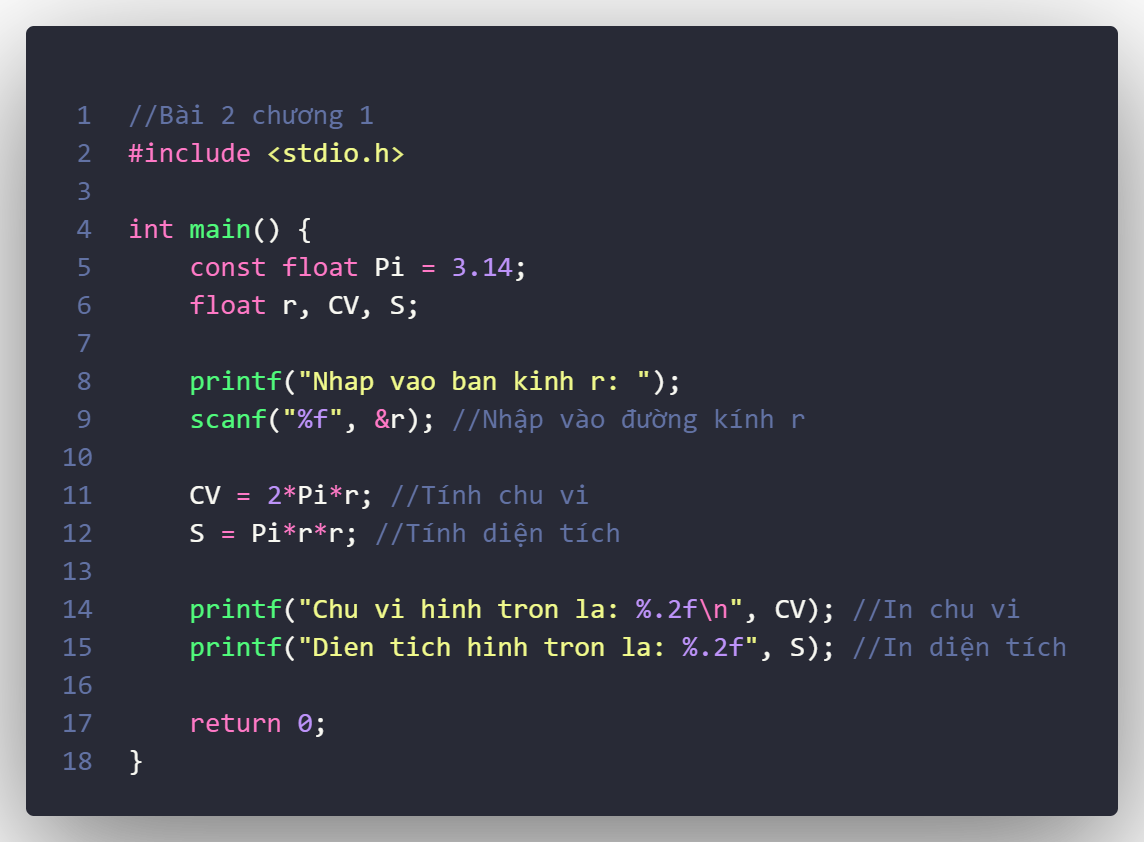 1 //Bài 2 chương 1
2 #include <stdio.h>
3
4 int main() {
5     const float Pi = 3.14;
6     float r, CV, S;
7
8     printf("Nhap vao ban kinh r: ");
9     scanf("%f", &r); //Nhập vào đường kính r
10
11     CV = 2*Pi*r; //Tính chu vi
12     S = Pi*r*r; //Tính diện tích
13
14     printf("Chu vi hinh tron la: %.2f\n", CV); //In chu vi
15     printf("Dien tich hinh tron la: %.2f", S); //In diện tích
16
17     return 0;
18 }